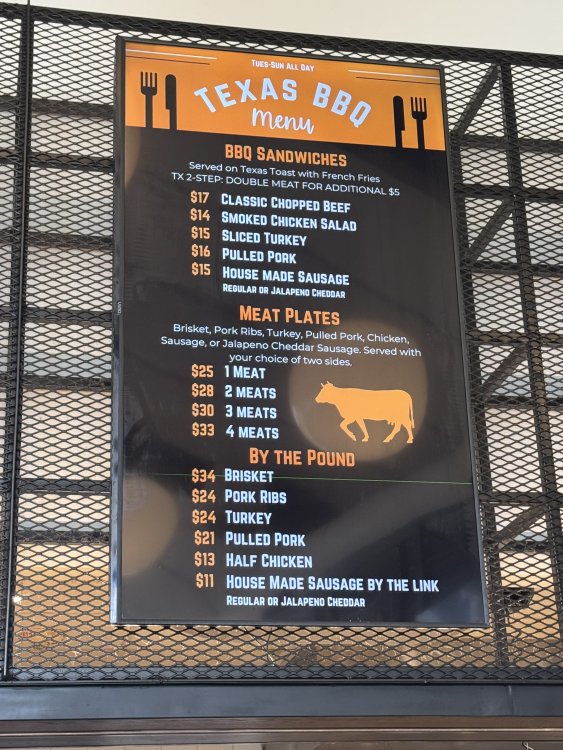 TUES-SUN ALL DAY
TEXAS BBQ
Menu
BBQ SANDWICHES
Served on Texas Toast with French Fries
TX 2-STEP: DOUBLE MEAT FOR ADDITIONAL $5
$17 CLASSIC CHOPPED BEEF
$14 SMOKED CHICKEN SALAD
$15 SLICED TURKEY
$16 PULLED PORK
$15 HOUSE MADE SAUSAGE
REGULAR OR JALAPENO CHEDDAR
MEAT PLATES
Brisket, Pork Ribs, Turkey, Pulled Pork, Chicken,
Sausage, or Jalapeno Cheddar Sausage. Served with
your choice of two sides.
$25 1 MEAT
$28 2 MEATS
$30 3 MEATS
$33 4 MEATS
BY THE POUND
$34 BRISKET
$24 PORK RIBS
$24 TURKEY
$21 PULLED PORK
$13 HALF CHICKEN
$11 HOUSE MADE SAUSAGE BY THE LINK
REGULAR OR JALAPENO CHEDDAR